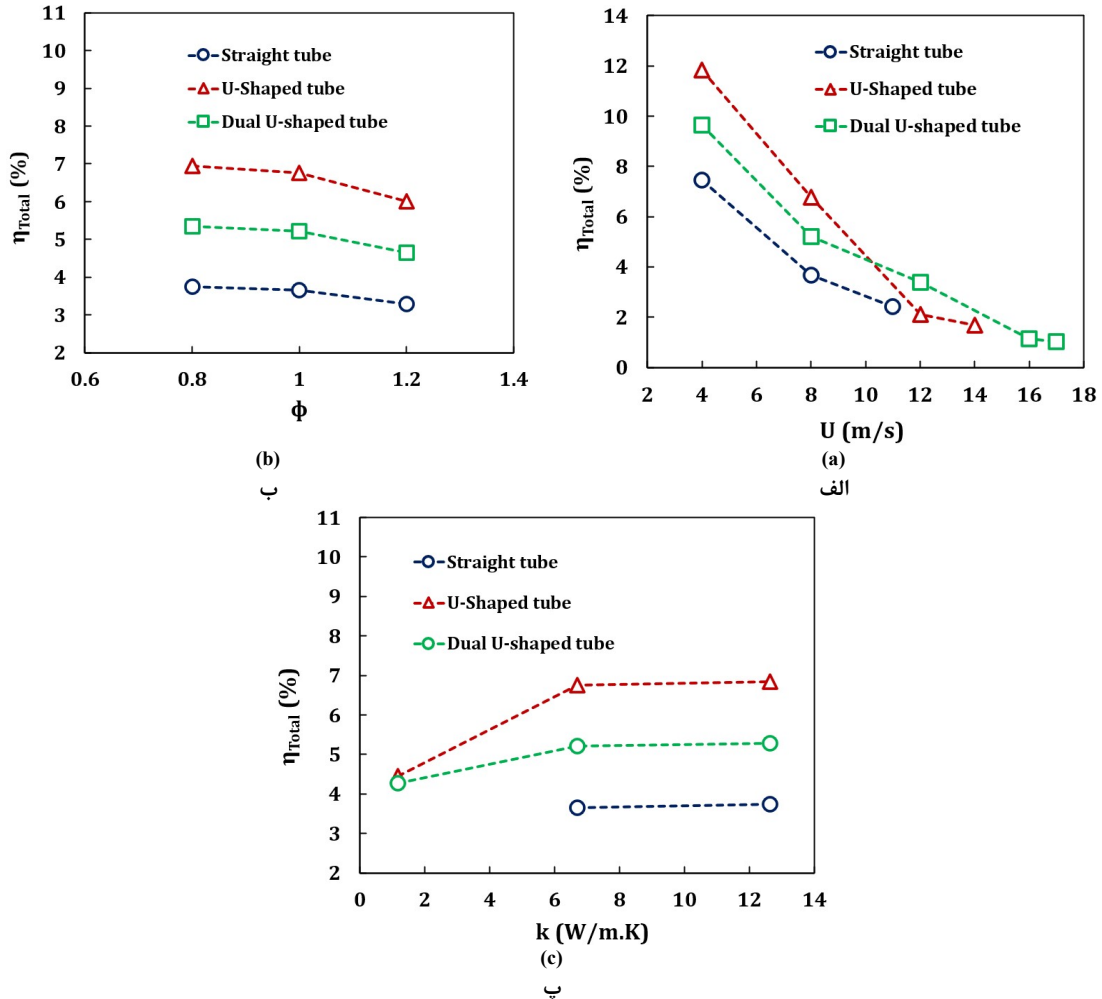 11
10
9
8
7
6
5
4
3
2
η_Total (%)
Straight tube
U-Shaped tube
Dual U-shaped tube
0.6 0.8 1 1.2 1.4
ϕ
(b)
ب
14
12
10
8
6
4
2
0
η_Total (%)
Straight tube
U-Shaped tube
Dual U-shaped tube
2 4 6 8 10 12 14 16 18
U (m/s)
(a)
الف
11
10
9
8
7
6
5
4
3
2
η_Total (%)
Straight tube
U-Shaped tube
Dual U-shaped tube
0 2 4 6 8 10 12 14
k (W/m.K)
(c)
پ